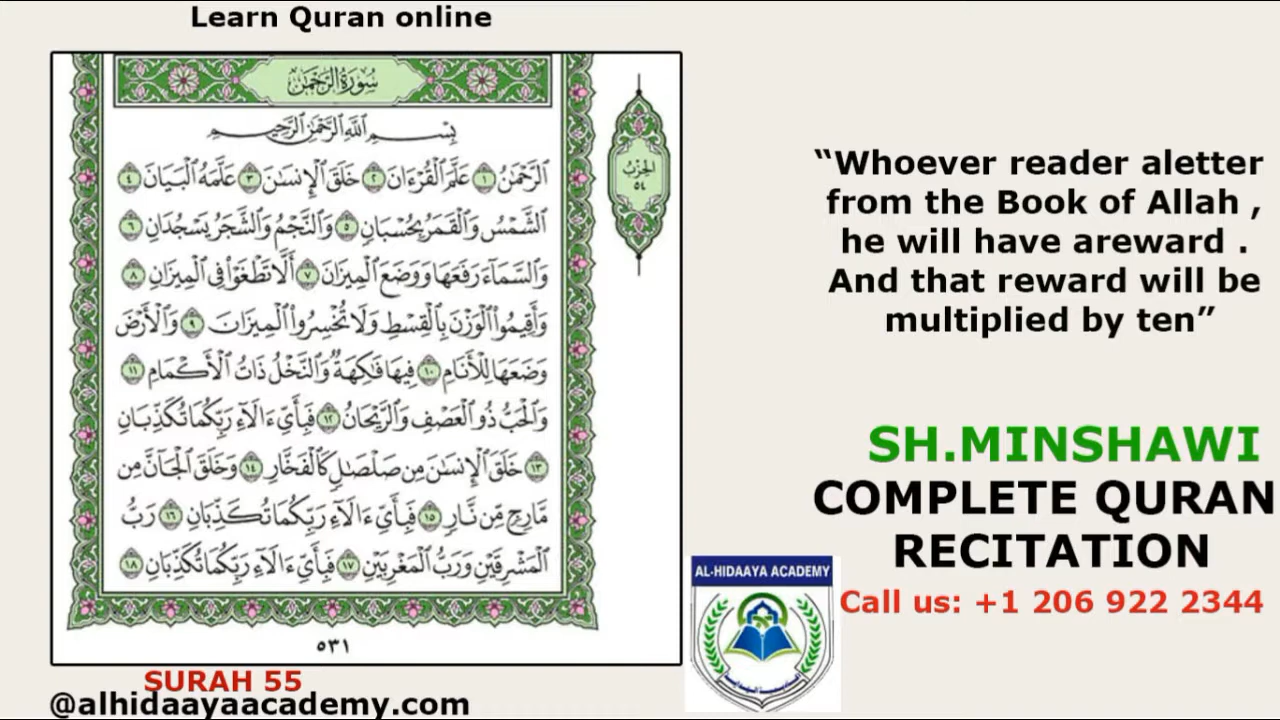 Learn Quran online
سُورَةُ الرَّحْمَٰن
الحِزْبُ
٥٤
بِسْمِ ٱللَّهِ ٱلرَّحْمَٰنِ ٱلرَّحِيمِ
ٱلرَّحْمَٰنُ ١ عَلَّمَ ٱلْقُرْءَانَ ٢ خَلَقَ ٱلْإِنسَٰنَ ٣ عَلَّمَهُ ٱلْبَيَانَ ٤
ٱلشَّمْسُ وَٱلْقَمَرُ بِحُسْبَانٍ ٥ وَٱلنَّجْمُ وَٱلشَّجَرُ يَسْجُدَانِ ٦
وَٱلسَّمَآءَ رَفَعَهَا وَوَضَعَ ٱلْمِيزَانَ ٧ أَلَّا تَطْغَوْا۟ فِى ٱلْمِيزَانِ ٨
وَأَقِيمُوا۟ ٱلْوَزْنَ بِٱلْقِسْطِ وَلَا تُخْسِرُوا۟ ٱلْمِيزَانَ ٩ وَٱلْأَرْضَ
وَضَعَهَا لِلْأَنَامِ ١٠ فِيهَا فَٰكِهَةٌ وَٱلنَّخْلُ ذَاتُ ٱلْأَكْمَامِ ١١
وَٱلْحَبُّ ذُو ٱلْعَصْفِ وَٱلرَّيْحَانُ ١٢ فَبِأَىِّ ءَالَآءِ رَبِّكُمَا تُكَذِّبَانِ
١٣ خَلَقَ ٱلْإِنسَٰنَ مِن صَلْصَٰلٍ كَٱلْفَخَّارِ ١٤ وَخَلَقَ ٱلْجَآنَّ مِن
مَّارِجٍ مِّن نَّارٍ ١٥ فَبِأَىِّ ءَالَآءِ رَبِّكُمَا تُكَذِّبَانِ ١٦ رَبُّ
ٱلْمَشْرِقَيْنِ وَرَبُّ ٱلْمَغْرِبَيْنِ ١٧ فَبِأَىِّ ءَالَآءِ رَبِّكُمَا تُكَذِّبَانِ ١٨
٥٣١
SURAH 55
@alhidaayaacademy.com
“Whoever reader aletter
from the Book of Allah ,
he will have areward .
And that reward will be
multiplied by ten”
SH.MINSHAWI
COMPLETE QURAN
RECITATION
Call us: +1 206 922 2344
AL-HIDAAYA ACADEMY